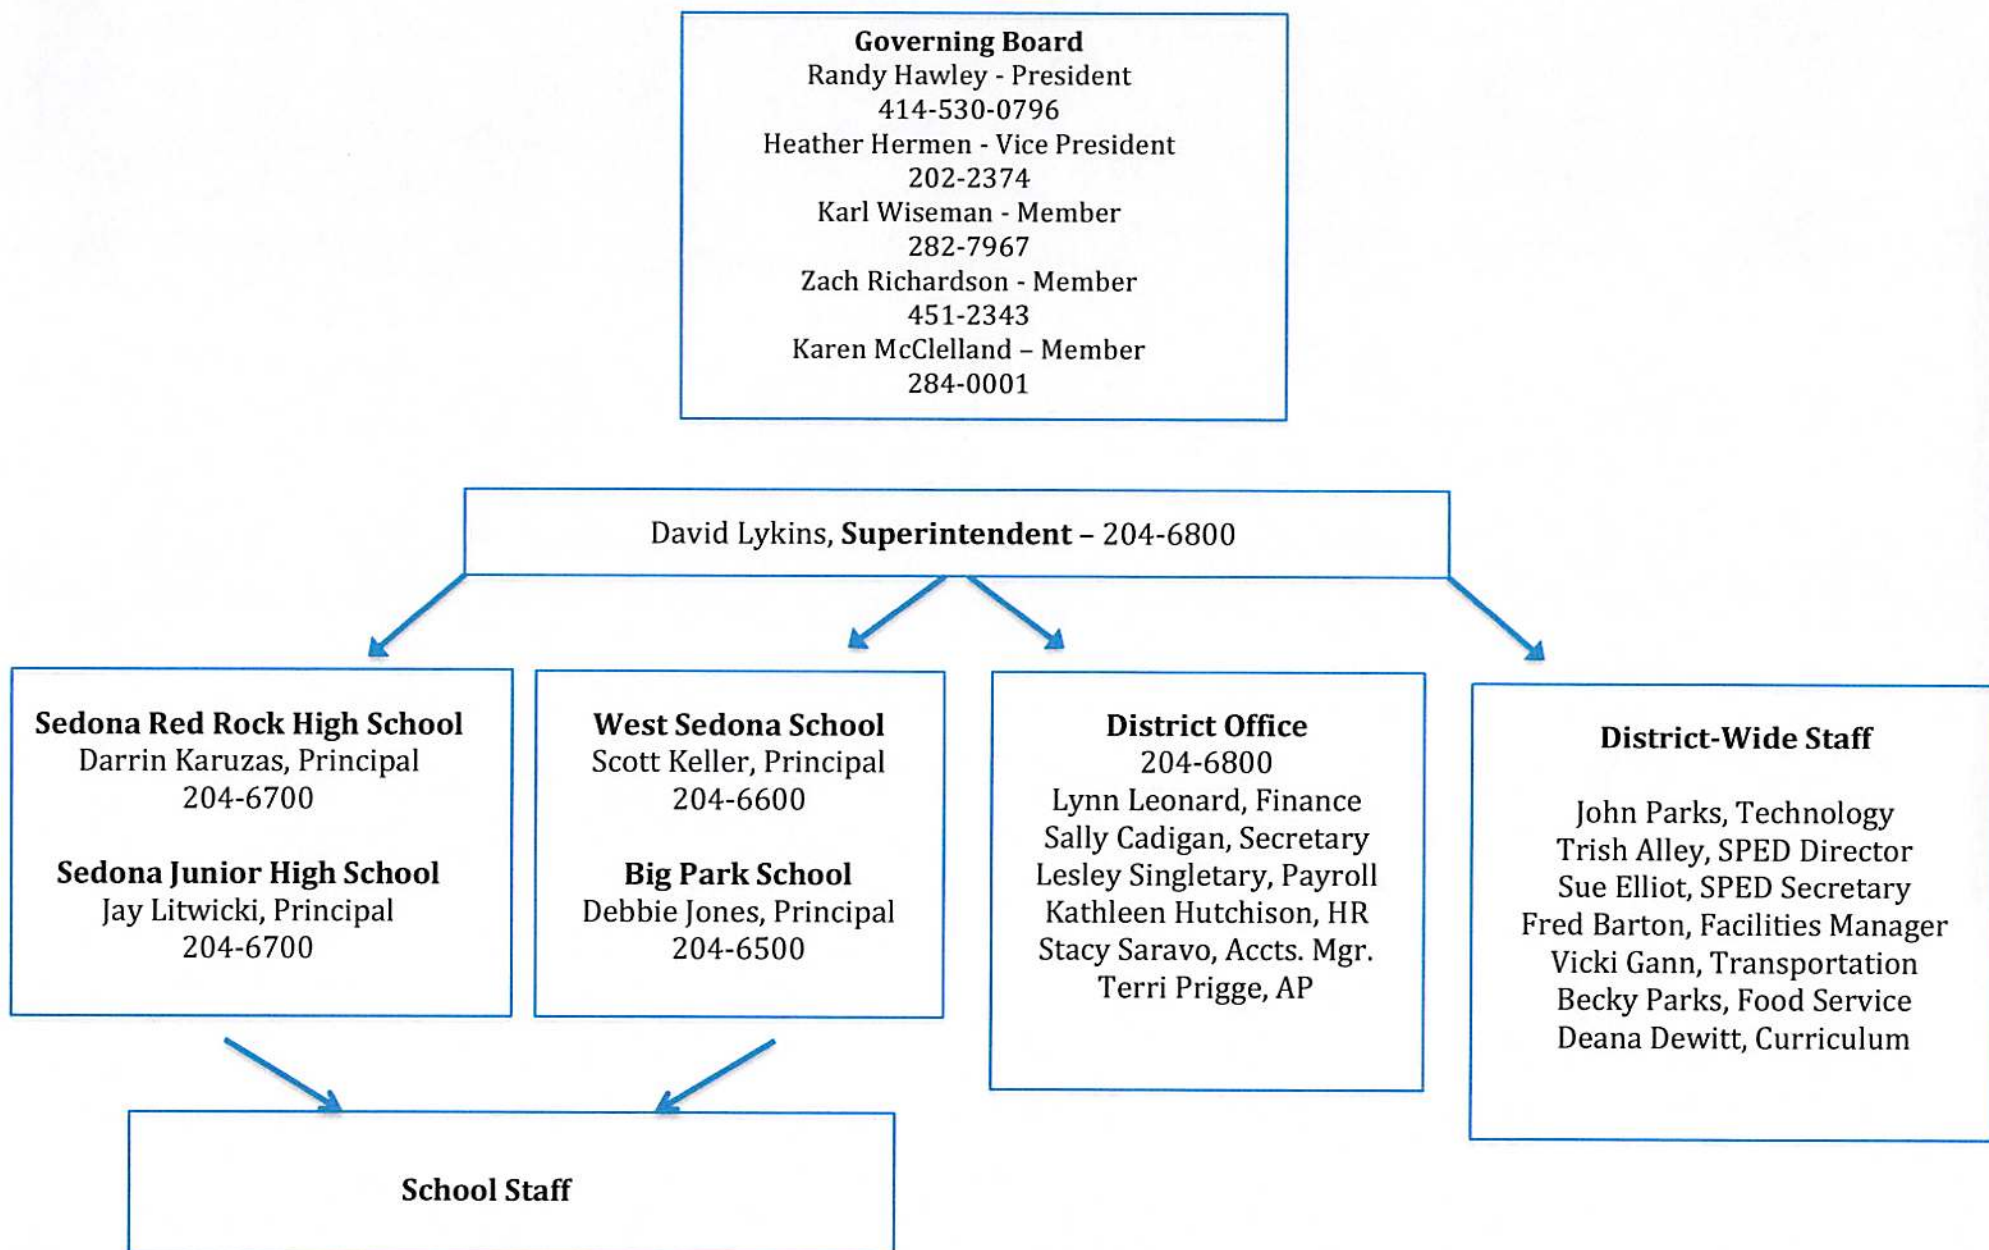 Governing Board
Randy Hawley - President
414-530-0796
Heather Hermen - Vice President
202-2374
Karl Wiseman - Member
282-7967
Zach Richardson - Member
451-2343
Karen McClelland – Member
284-0001
David Lykins, Superintendent – 204-6800
Sedona Red Rock High School
Darrin Karuzas, Principal
204-6700
Sedona Junior High School
Jay Litwicki, Principal
204-6700
West Sedona School
Scott Keller, Principal
204-6600
Big Park School
Debbie Jones, Principal
204-6500
District Office
204-6800
Lynn Leonard, Finance
Sally Cadigan, Secretary
Lesley Singletary, Payroll
Kathleen Hutchison, HR
Stacy Saravo, Accts. Mgr.
Terri Prigge, AP
District-Wide Staff
John Parks, Technology
Trish Alley, SPED Director
Sue Elliot, SPED Secretary
Fred Barton, Facilities Manager
Vicki Gann, Transportation
Becky Parks, Food Service
Deana Dewitt, Curriculum
School Staff